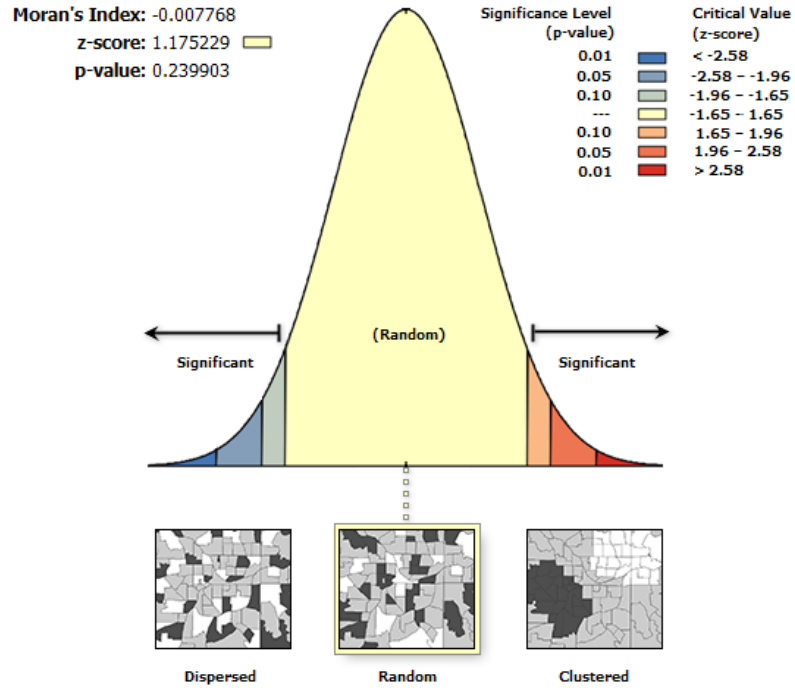 Moran's Index: -0.007768
z-score: 1.175229
p-value: 0.239903
Significance Level
(p-value)
Critical Value
(z-score)
0.01 < -2.58
0.05 -2.58 – -1.96
0.10 -1.96 – -1.65
--- -1.65 - 1.65
0.10 1.65 – 1.96
0.05 1.96 – 2.58
0.01 > 2.58
(Random)
Significant Significant
Dispersed Random Clustered